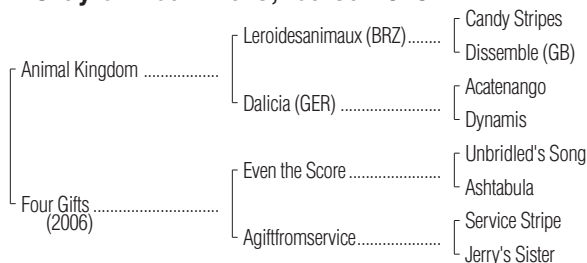 Candy Stripes
Leroidesanimaux (BRZ)........
Dissemble (GB)
Animal Kingdom ..................
Acatenango
Dalicia (GER) ........................
Dynamis
Unbridled's Song
Even the Score......................
Ashtabula
Four Gifts ..............................
(2006)
Service Stripe
Agiftfromservice....................
Jerry's Sister